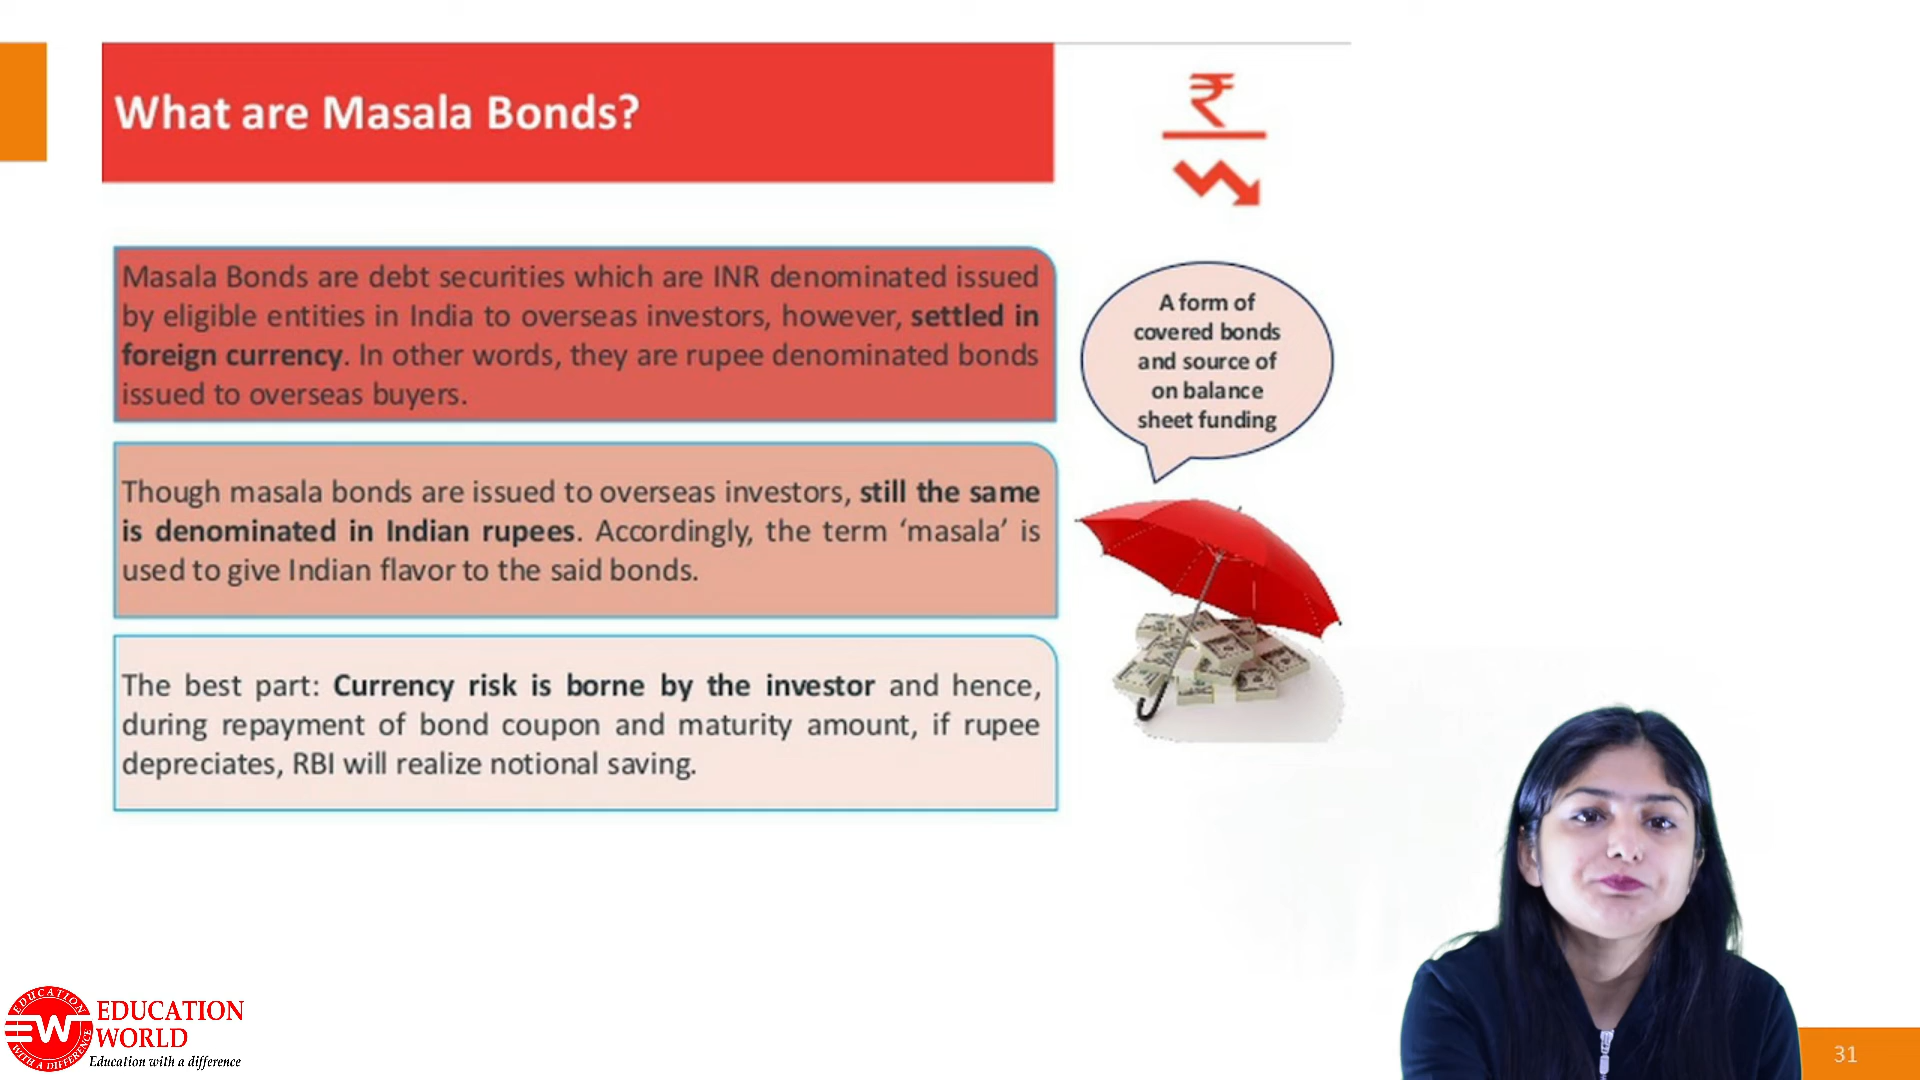 What are Masala Bonds?
₹
Masala Bonds are debt securities which are INR denominated issued
by eligible entities in India to overseas investors, however, settled in
foreign currency. In other words, they are rupee denominated bonds
issued to overseas buyers.
A form of
covered bonds
and source of
on balance
sheet funding
Though masala bonds are issued to overseas investors, still the same
is denominated in Indian rupees. Accordingly, the term ‘masala’ is
used to give Indian flavor to the said bonds.
The best part: Currency risk is borne by the investor and hence,
during repayment of bond coupon and maturity amount, if rupee
depreciates, RBI will realize notional saving.
EDUCATION
EW
WITH A DIFFERENCE
EDUCATION
WORLD
Education with a difference
31